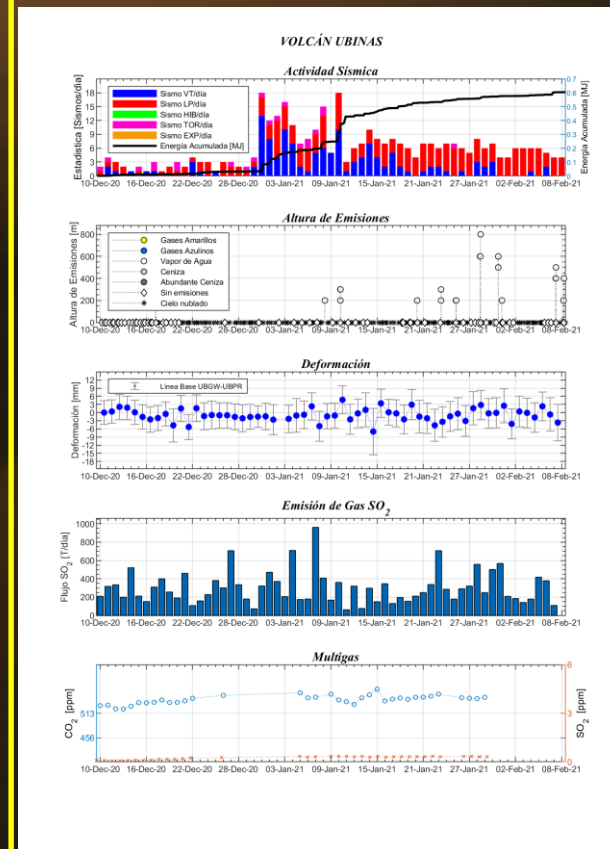 VOLCÁN UBINAS
Actividad Sísmica
Estadística [Sismos/día]
18
15
12
9
6
3
0
Sismo VT/día
Sismo LP/día
Sismo HIB/día
Sismo TOR/día
Sismo EXP/día
Energía Acumulada [MJ]
0.7
0.6
0.5
0.4
0.3
0.2
0.1
0
Energía Acumulada [MJ]
10-Dec-20 16-Dec-20 22-Dec-20 28-Dec-20 03-Jan-21 09-Jan-21 15-Jan-21 21-Jan-21 27-Jan-21 02-Feb-21 08-Feb-21
Altura de Emisiones
Altura de Emisiones [m]
800
600
400
200
0
Gases Amarillos
Gases Azulinos
Vapor de Agua
Ceniza
Abundante Ceniza
Sin emisiones
Cielo nublado
10-Dec-20 16-Dec-20 22-Dec-20 28-Dec-20 03-Jan-21 09-Jan-21 15-Jan-21 21-Jan-21 27-Jan-21 02-Feb-21 08-Feb-21
Deformación
Deformación [mm]
12
9
6
3
0
-3
-6
-9
-12
-15
-18
Linea Base UBGW-UBPR
10-Dec-20 16-Dec-20 22-Dec-20 28-Dec-20 03-Jan-21 09-Jan-21 15-Jan-21 21-Jan-21 27-Jan-21 02-Feb-21 08-Feb-21
Emisión de Gas SO2
Flujo SO2 [T/día]
1000
800
600
400
200
0
10-Dec-20 16-Dec-20 22-Dec-20 28-Dec-20 03-Jan-21 09-Jan-21 15-Jan-21 21-Jan-21 27-Jan-21 02-Feb-21 08-Feb-21
Multigas
CO2 [ppm]
513
456
6
3
0
SO2 [ppm]
10-Dec-20 16-Dec-20 22-Dec-20 28-Dec-20 03-Jan-21 09-Jan-21 15-Jan-21 21-Jan-21 27-Jan-21 02-Feb-21 08-Feb-21